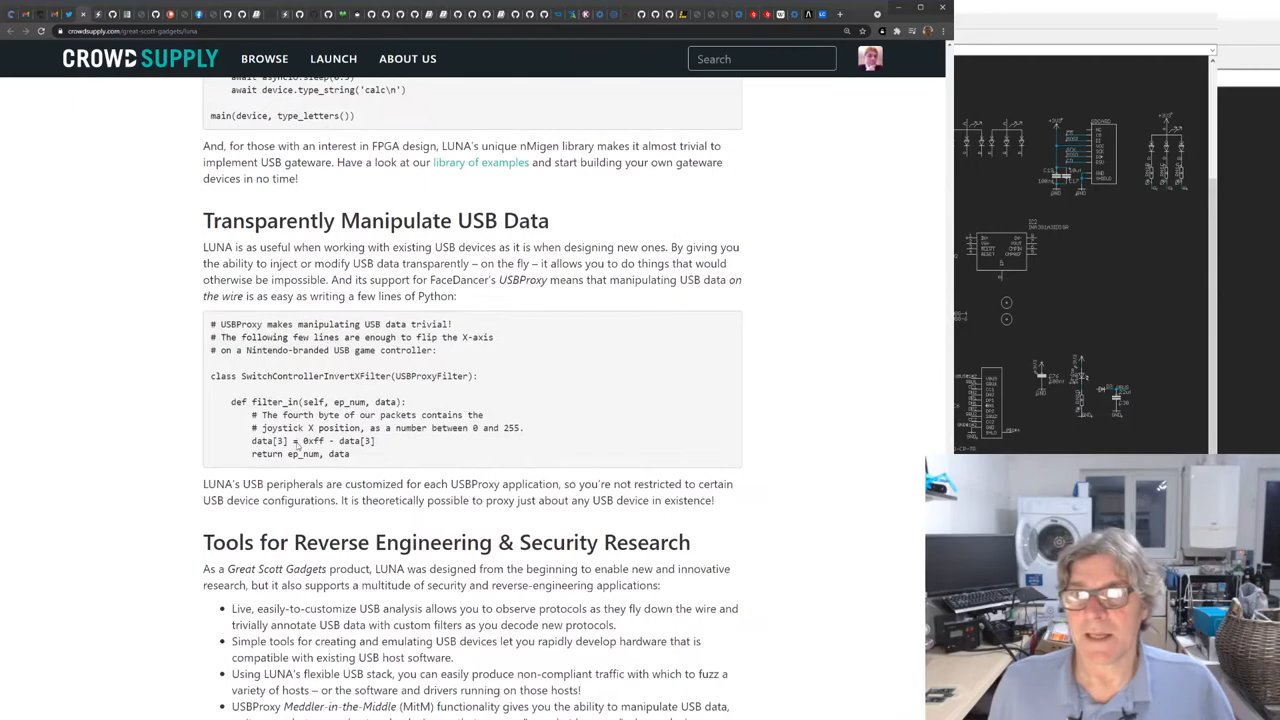 crowdsupply.com/great-scott-gadgets/luna
CROWD SUPPLY BROWSE LAUNCH ABOUT US Search
await device.type_string('calc\n')
main(device, type_letters())
And, for those with an interest in gateware design, LUNA's unique nMigen library makes it almost trivial to
implement USB gateware. Have a look at our library of examples and start building your own gateware
devices in no time!
Transparently Manipulate USB Data
LUNA is as useful when working with existing USB devices as it is when designing new ones. By giving you
the ability to read or modify USB data transparently – on the fly – it allows you to do things that would
otherwise be impossible. And its support for FaceDancer's USBProxy means that manipulating USB data on
the wire is as easy as writing a few lines of Python:
# USBProxy makes manipulating USB data trivial!
# The following few lines are enough to flip the X-axis
# on a Nintendo-branded USB game controller:
class SwitchControllerInvertXFilter(USBProxyFilter):
def filter_in(self, ep_num, data):
# The fourth byte of our packets contains the
# joystick X position, as a number between 0 and 255.
data[3] = 0xff - data[3]
return ep_num, data
LUNA's USB peripherals are customized for each USBProxy application, so you're not restricted to certain
USB device configurations. It is theoretically possible to proxy just about any USB device in existence!
Tools for Reverse Engineering & Security Research
As a Great Scott Gadgets product, LUNA was designed from the beginning to enable new and innovative
research, but it also supports a multitude of security and reverse-engineering applications:
Live, easy-to-customize USB analysis allows you to decode protocols as they fly down the wire and
trivially annotate USB data with custom filters as you decode new protocols.
Simple tools for creating and emulating USB devices let you rapidly develop hardware that is
compatible with existing USB host software.
Using LUNA's flexible USB stack, you can easily produce non-compliant traffic with which to fuzz a
variety of hosts – or the software and drivers running on those hosts!
USBProxy Meddler-in-the-Middle (MitM) functionality gives you the ability to manipulate USB data,